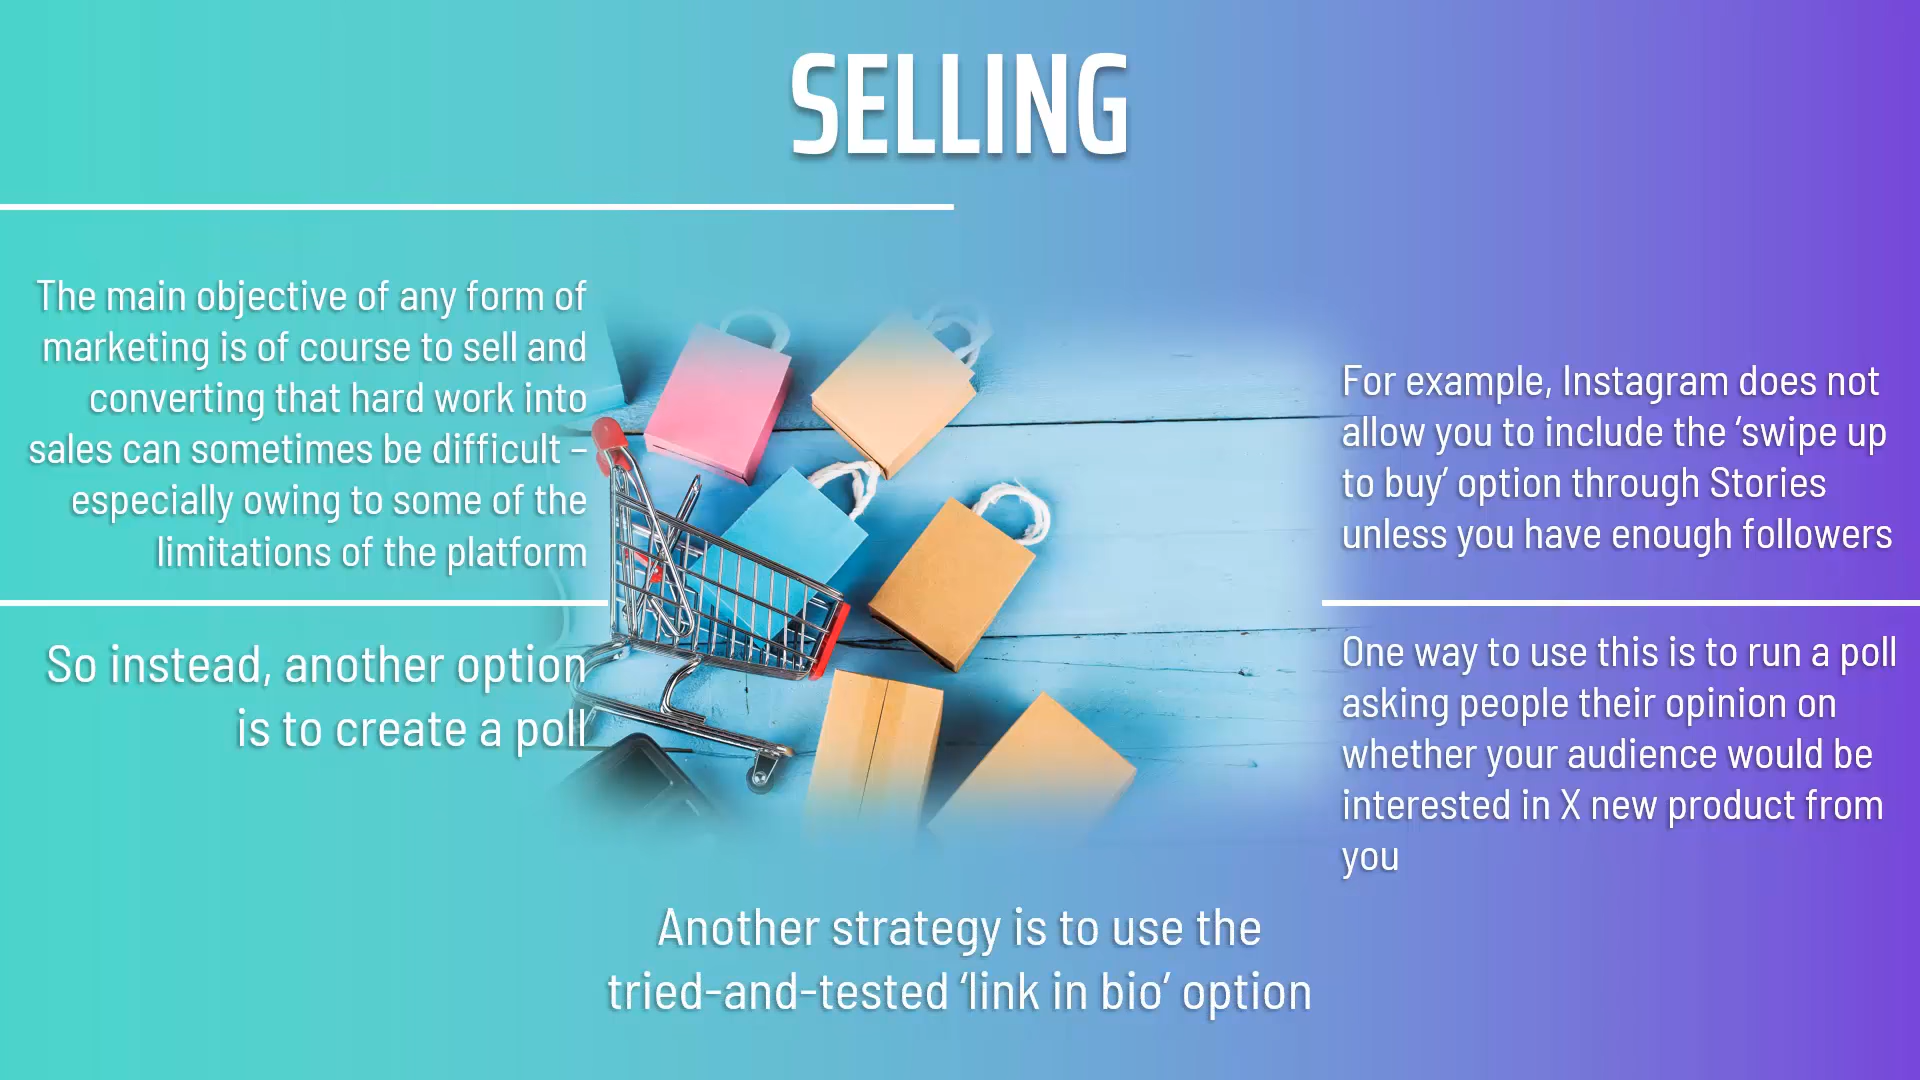 SELLING
The main objective of any form of
marketing is of course to sell and
converting that hard work into
sales can sometimes be difficult –
especially owing to some of the
limitations of the platform
For example, Instagram does not
allow you to include the ‘swipe up
to buy’ option through Stories
unless you have enough followers
So instead, another option
is to create a poll
One way to use this is to run a poll
asking people their opinion on
whether your audience would be
interested in X new product from
you
Another strategy is to use the
tried-and-tested ‘link in bio’ option